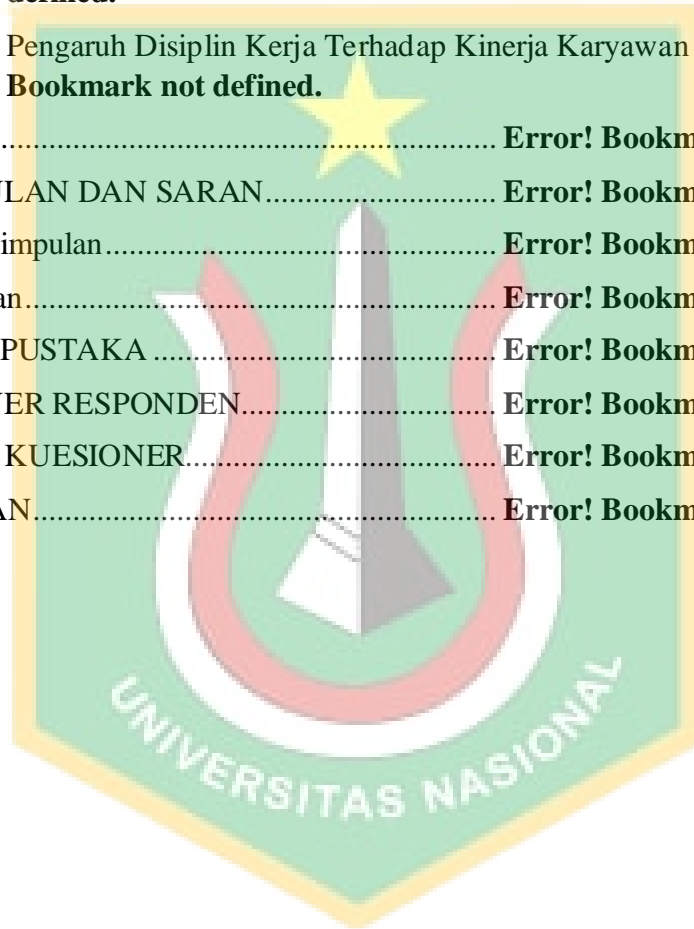 defined.
Pengaruh Disiplin Kerja Terhadap Kinerja Karyawan
Bookmark not defined.
................................................................ Error! Bookm
LAN DAN SARAN............................ Error! Bookm
impulan................................................ Error! Bookm
an.......................................................... Error! Bookm
PUSTAKA .......................................... Error! Bookm
ER RESPONDEN............................... Error! Bookm
KUESIONER...................................... Error! Bookm
AN......................................................... Error! Bookm
UNIVERSITAS NASIONAL